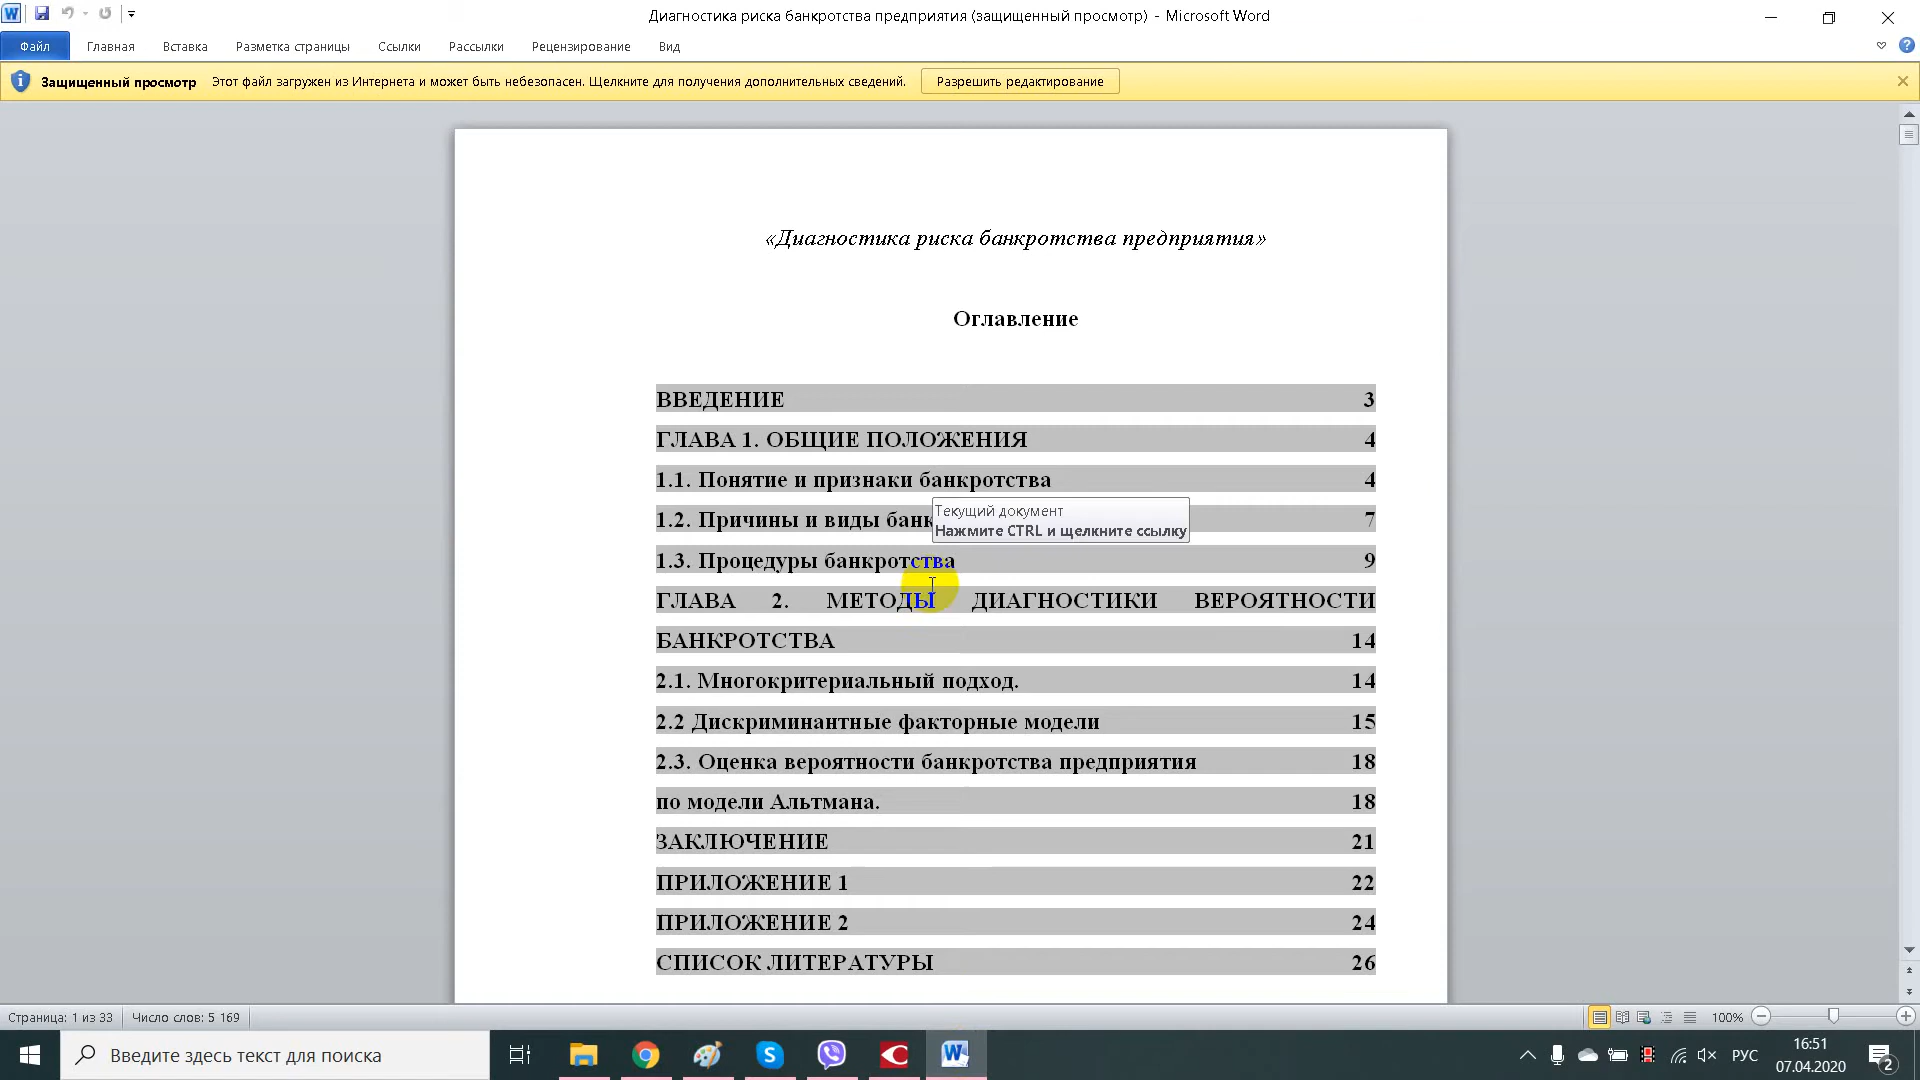 Диагностика риска банкротства предприятия (защищенный просмотр) - Microsoft Word
Файл Главная Вставка Разметка страницы Ссылки Рассылки Рецензирование Вид
Защищенный просмотр Этот файл загружен из Интернета и может быть небезопасен. Щелкните для получения дополнительных сведений. Разрешить редактирование
«Диагностика риска банкротства предприятия»
Оглавление
ВВЕДЕНИЕ 3
ГЛАВА 1. ОБЩИЕ ПОЛОЖЕНИЯ 4
1.1. Понятие и признаки банкротства 4
Текущий документ
1.2. Причины и виды банк 7
Нажмите CTRL и щелкните ссылку
1.3. Процедуры банкротства 9
ГЛАВА 2. МЕТОДЫ ДИАГНОСТИКИ ВЕРОЯТНОСТИ
БАНКРОТСТВА 14
2.1. Многокритериальный подход. 14
2.2 Дискриминантные факторные модели 15
2.3. Оценка вероятности банкротства предприятия 18
по модели Альтмана. 18
ЗАКЛЮЧЕНИЕ 21
ПРИЛОЖЕНИЕ 1 22
ПРИЛОЖЕНИЕ 2 24
СПИСОК ЛИТЕРАТУРЫ 26
Страница: 1 из 33 Число слов: 5 169 100%
Введите здесь текст для поиска РУС 16:51
07.04.2020 2